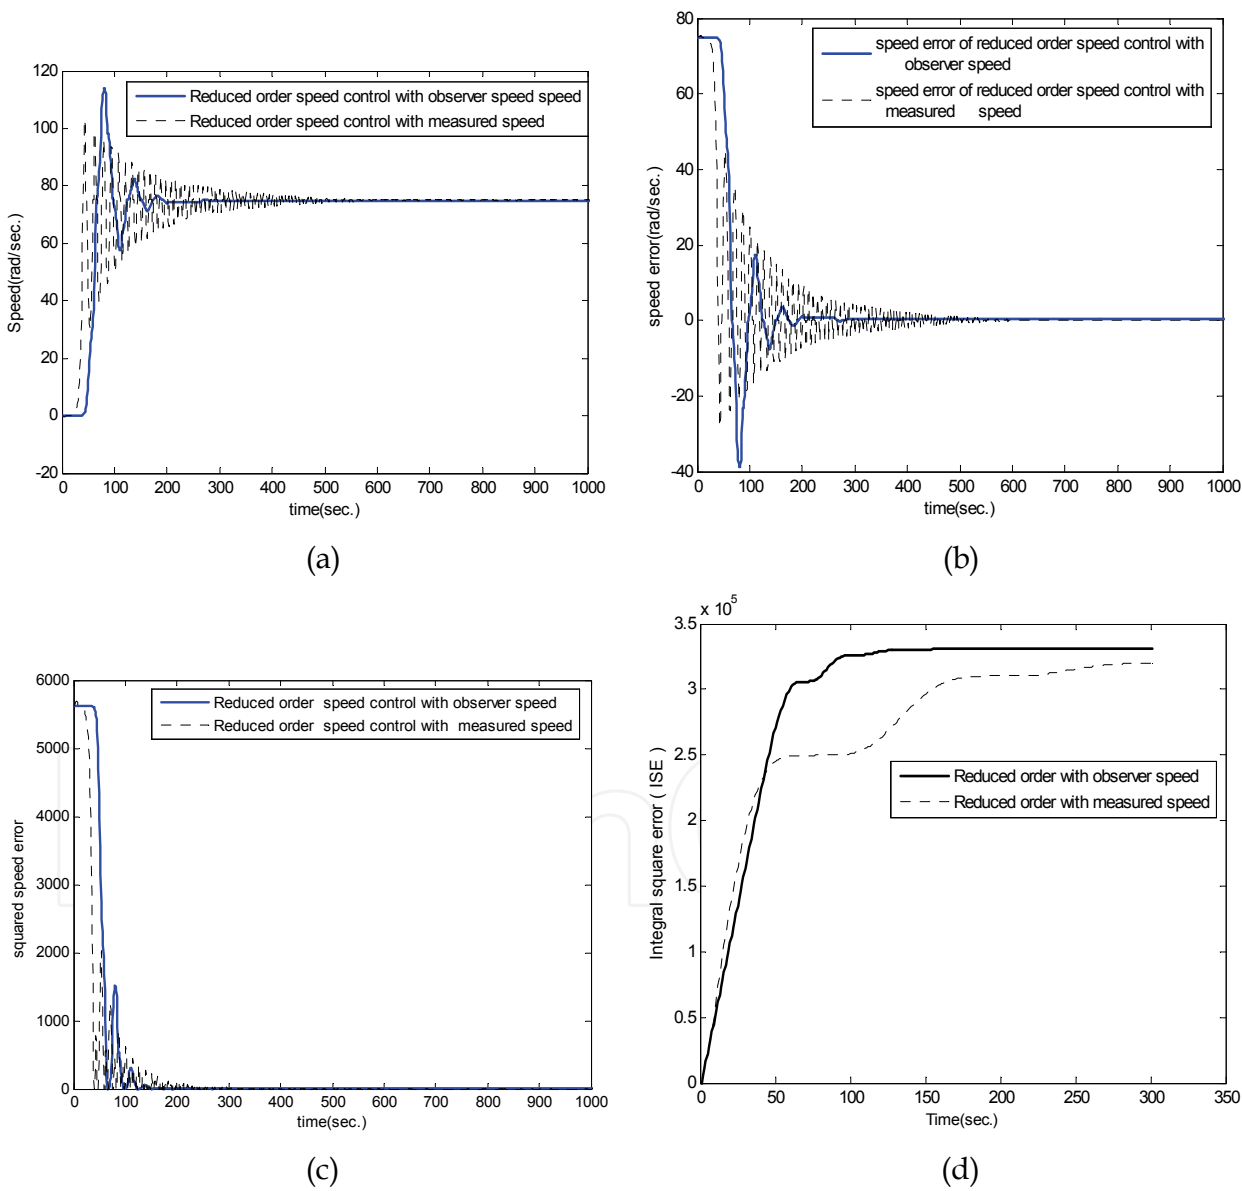 120
100
80
60
40
20
0
-20
0 100 200 300 400 500 600 700 800 900 1000
Speed(rad/sec.)
time(sec.)
Reduced order speed control with observer speed speed
Reduced order speed control with measured speed
(a)
80
60
40
20
0
-20
-40
0 100 200 300 400 500 600 700 800 900 1000
speed error(rad/sec.)
time(sec.)
speed error of reduced order speed control with
observer speed
speed error of reduced order speed control with
measured speed
(b)
6000
5000
4000
3000
2000
1000
0
0 100 200 300 400 500 600 700 800 900 1000
squared speed error
time(sec.)
Reduced order speed control with observer speed
Reduced order speed control with measured speed
(c)
x 10^5
3.5
3
2.5
2
1.5
1
0.5
0
0 50 100 150 200 250 300 350
Integral square error ( ISE )
Time(sec.)
Reduced order with observer speed
Reduced order with measured speed
(d)